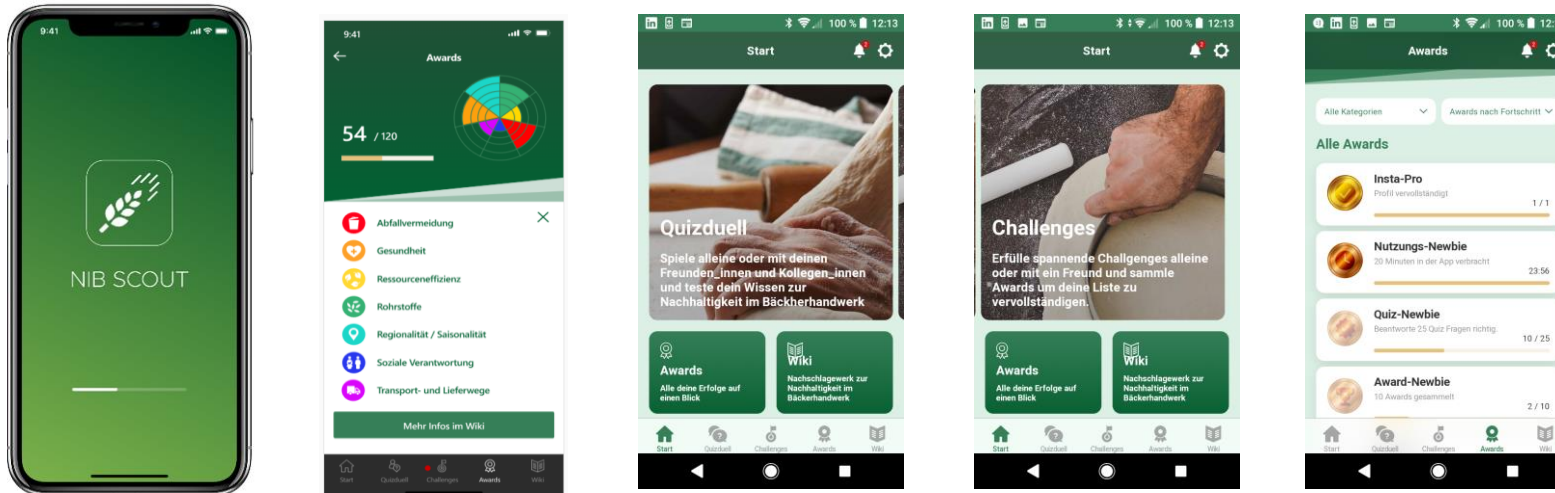 9:41
NIB SCOUT
9:41
Awards
54 / 120
Abfallvermeidung
Gesundheit
Ressourceneffizienz
Rohrstoffe
Regionalität / Saisonalität
Soziale Verantwortung
Transport- und Lieferwege
Mehr Infos im Wiki
Start
Quizduell
Challenges
Awards
Wiki
100 % 12:13
Start
2
Quizduell
Spiele alleine oder mit deinen
Freunden_innen und Kollegen_innen
und teste dein Wissen zur
Nachhaltigkeit im Bäckherhandwerk
Awards
Alle deine Erfolge auf
einen Blick
Wiki
Nachschlagewerk zur
Nachhaltigkeit im
Bäckerhandwerk
Start
Quizduell
Challenges
Awards
Wiki
100 % 12:13
Start
2
Challenges
Erfülle spannende Challgenges alleine
oder mit ein Freund und sammle
Awards um deine Liste zu
vervollständigen.
Awards
Alle deine Erfolge auf
einen Blick
Wiki
Nachschlagewerk zur
Nachhaltigkeit im
Bäckerhandwerk
Start
Quizduell
Challenges
Awards
Wiki
100 % 12:
Awards
2
Alle Kategorien
Awards nach Fortschritt
Alle Awards
Insta-Pro
Profil vervollständigt
1 / 1
Nutzungs-Newbie
20 Minuten in der App verbracht
23:56
Quiz-Newbie
Beantworte 25 Quiz Fragen richtig.
10 / 25
Award-Newbie
10 Awards gesammelt
2 / 10
Start
Quizduell
Challenges
Awards
Wiki